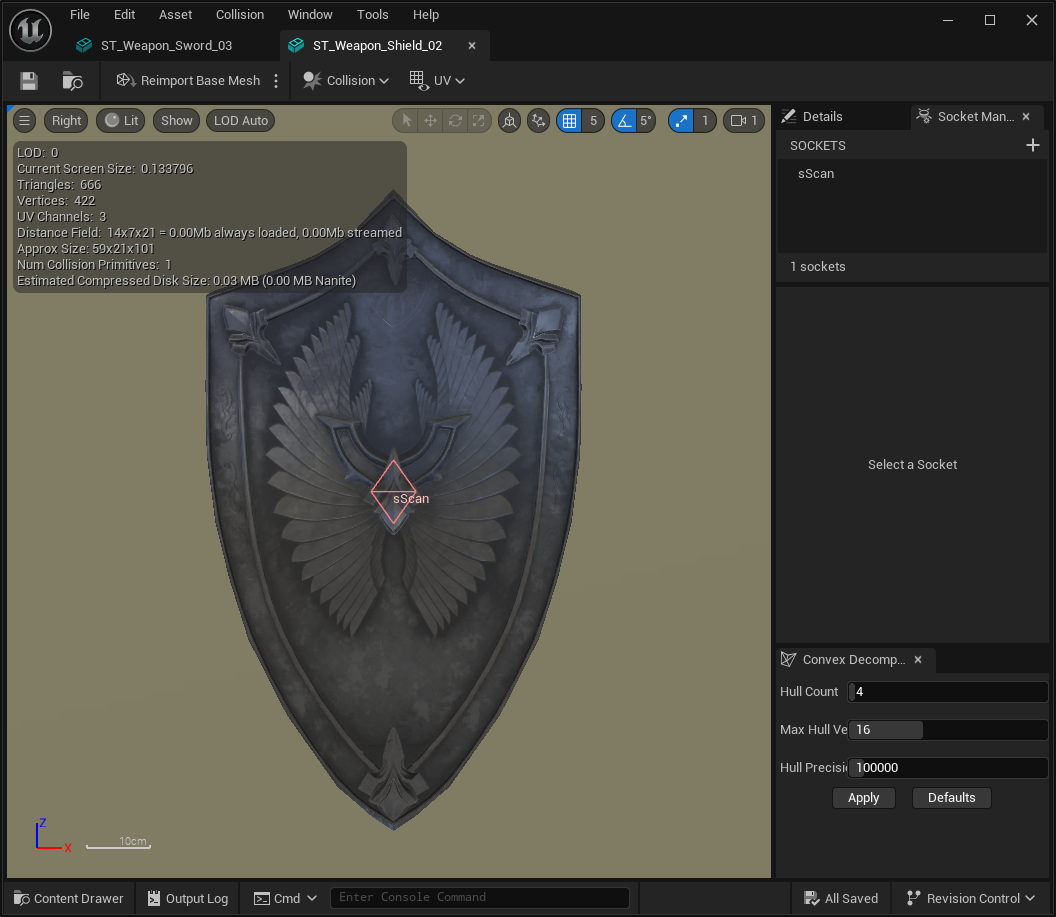 File Edit Asset Collision Window Tools Help
ST_Weapon_Sword_03 ST_Weapon_Shield_02
Reimport Base Mesh Collision UV
Right Lit Show LOD Auto 5 5° 1 1
LOD: 0
Current Screen Size: 0.133796
Triangles: 666
Vertices: 422
UV Channels: 3
Distance Field: 14x7x21 = 0.00Mb always loaded, 0.00Mb streamed
Approx Size: 59x21x101
Num Collision Primitives: 1
Estimated Compressed Disk Size: 0.03 MB (0.00 MB Nanite)
sScan
Z
X
10cm
Details Socket Man...
SOCKETS
sScan
1 sockets
Select a Socket
Convex Decomp...
Hull Count 4
Max Hull Ve 16
Hull Precisi 100000
Apply Defaults
Content Drawer Output Log Cmd Enter Console Command All Saved Revision Control